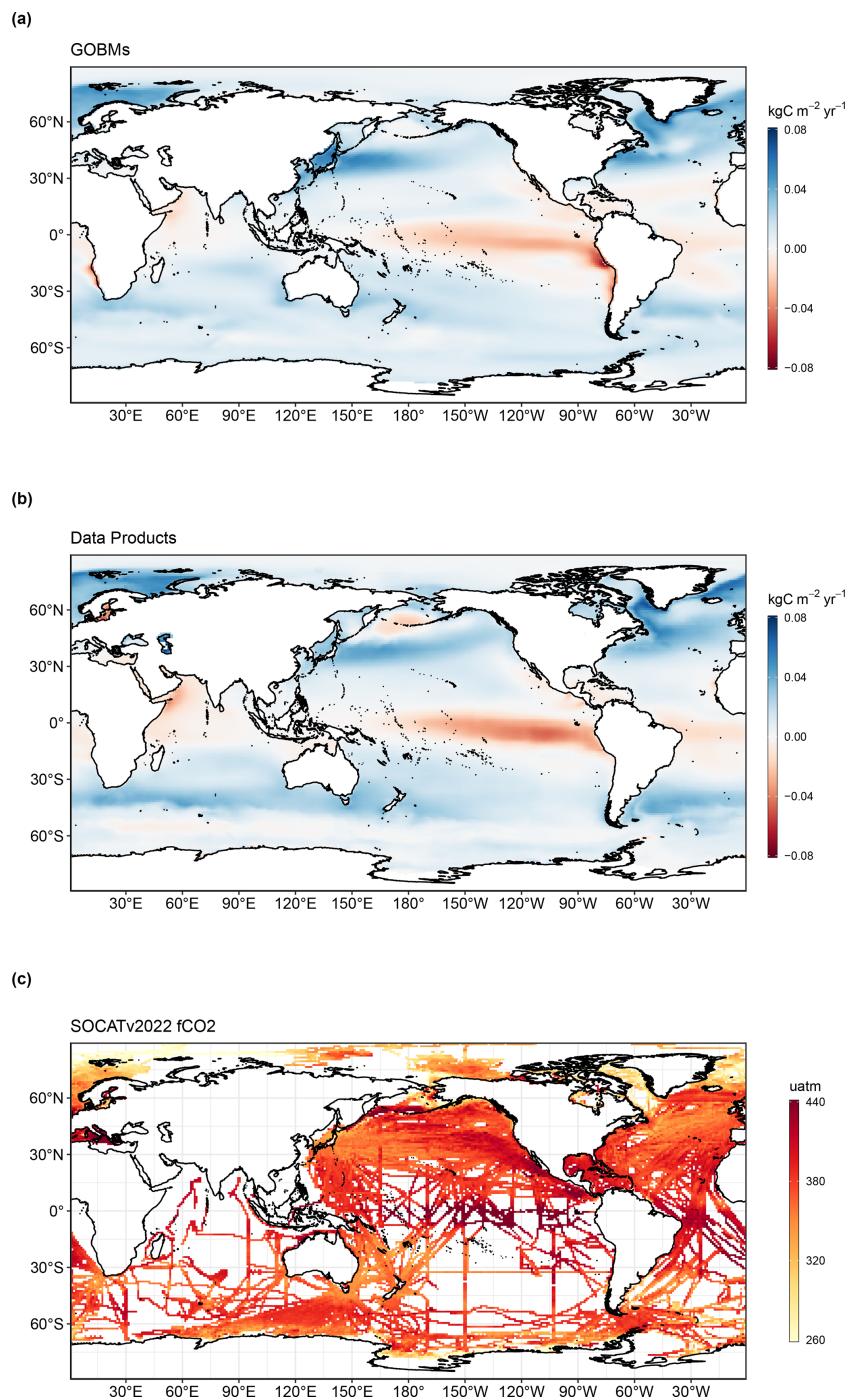 (a)
GOBMs
kgC m⁻² yr⁻¹
0.08
0.04
0.00
−0.04
−0.08
60°N
30°N
0°
30°S
60°S
30°E 60°E 90°E 120°E 150°E 180° 150°W 120°W 90°W 60°W 30°W
(b)
Data Products
kgC m⁻² yr⁻¹
0.08
0.04
0.00
−0.04
−0.08
60°N
30°N
0°
30°S
60°S
30°E 60°E 90°E 120°E 150°E 180° 150°W 120°W 90°W 60°W 30°W
(c)
SOCATv2022 fCO2
uatm
440
380
320
260
60°N
30°N
0°
30°S
60°S
30°E 60°E 90°E 120°E 150°E 180° 150°W 120°W 90°W 60°W 30°W